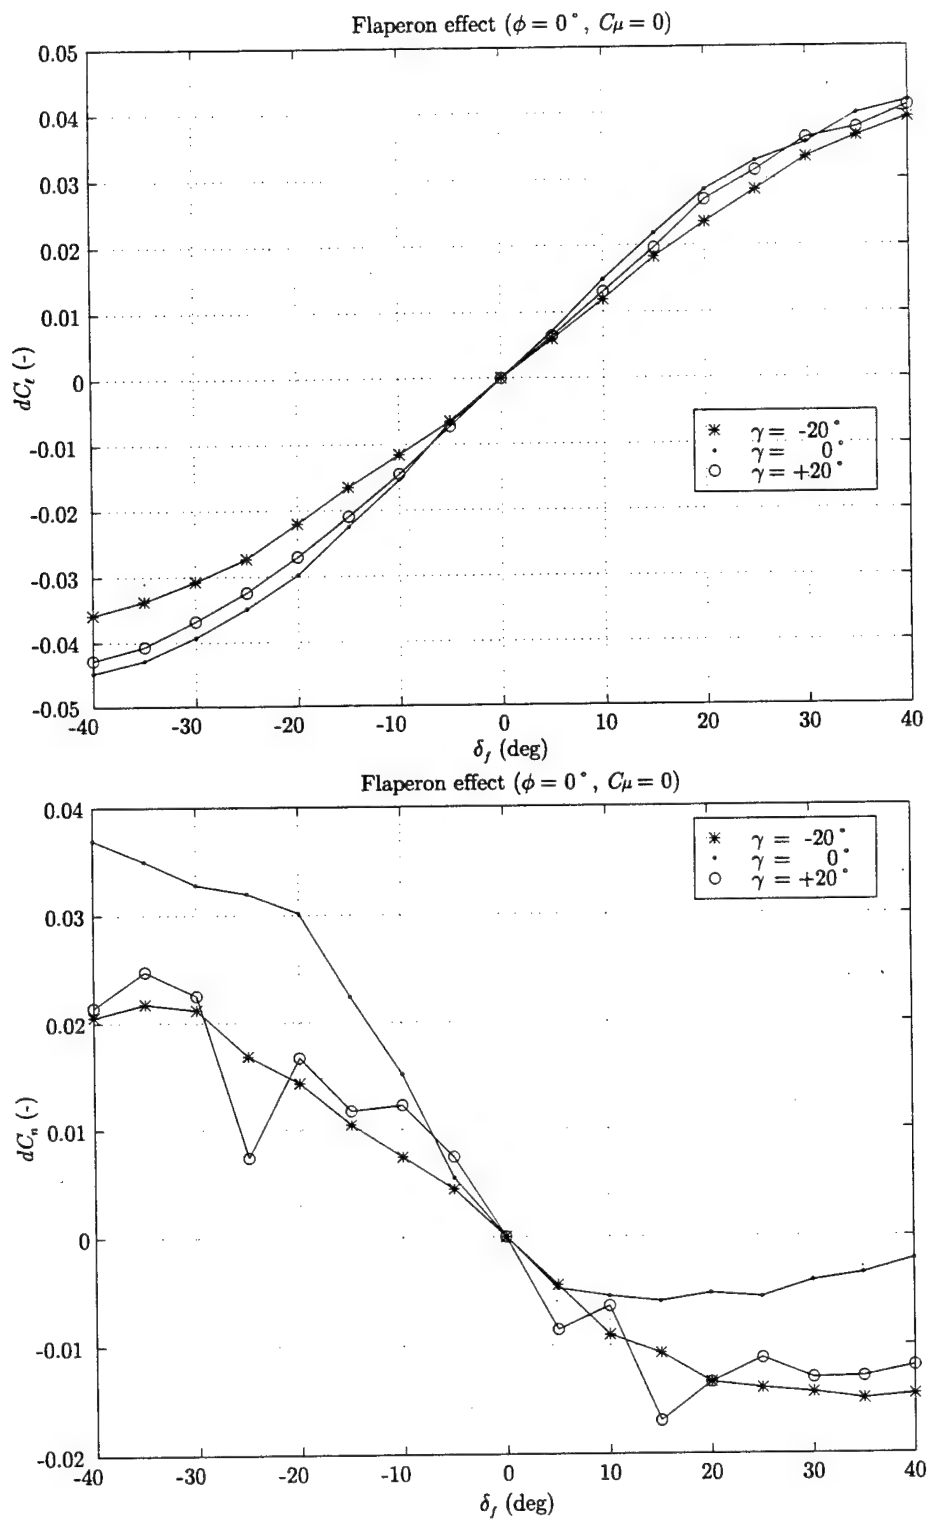 Flaperon effect (ϕ = 0°, Cμ = 0)
0.05
0.04
0.03
0.02
0.01
0
-0.01
-0.02
-0.03
-0.04
-0.05
dCℓ (-)
γ = -20°
γ = 0°
γ = +20°
-40 -30 -20 -10 0 10 20 30 40
δf (deg)
Flaperon effect (ϕ = 0°, Cμ = 0)
0.04
0.03
0.02
0.01
0
-0.01
-0.02
dCn (-)
γ = -20°
γ = 0°
γ = +20°
-40 -30 -20 -10 0 10 20 30 40
δf (deg)